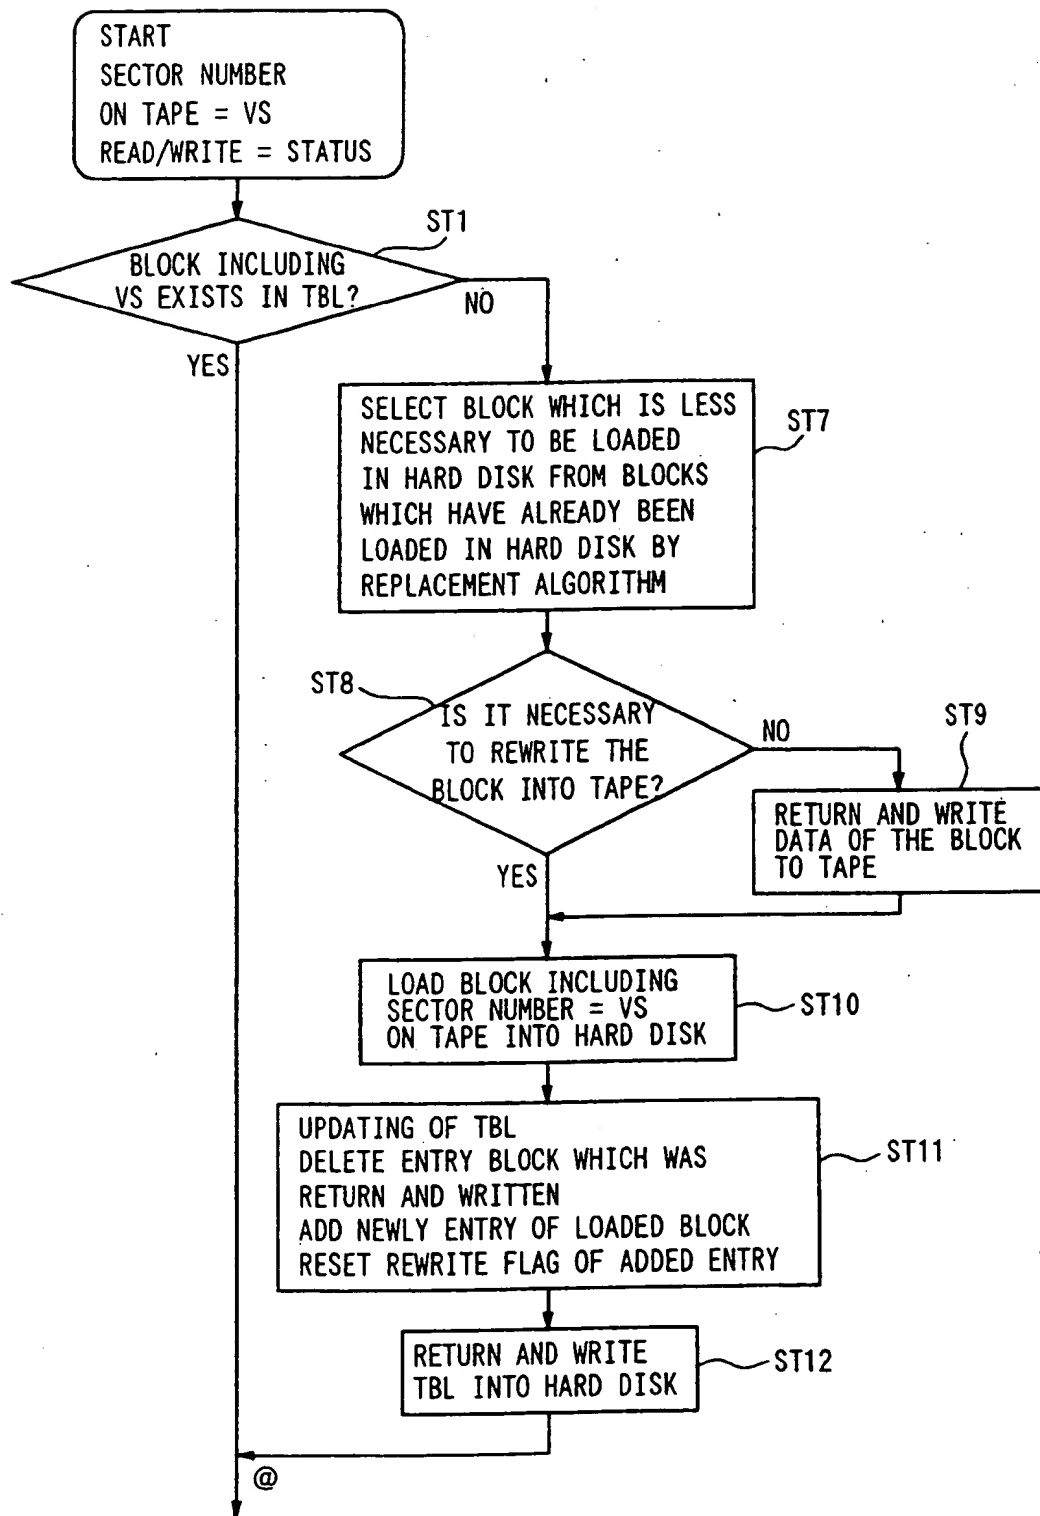 START
SECTOR NUMBER
ON TAPE = VS
READ/WRITE = STATUS
ST1
BLOCK INCLUDING
VS EXISTS IN TBL?
NO
YES
SELECT BLOCK WHICH IS LESS
NECESSARY TO BE LOADED
IN HARD DISK FROM BLOCKS
WHICH HAVE ALREADY BEEN
LOADED IN HARD DISK BY
REPLACEMENT ALGORITHM
ST7
ST8
IS IT NECESSARY
TO REWRITE THE
BLOCK INTO TAPE?
NO
ST9
RETURN AND WRITE
DATA OF THE BLOCK
TO TAPE
YES
LOAD BLOCK INCLUDING
SECTOR NUMBER = VS
ON TAPE INTO HARD DISK
ST10
UPDATING OF TBL
DELETE ENTRY BLOCK WHICH WAS
RETURN AND WRITTEN
ADD NEWLY ENTRY OF LOADED BLOCK
RESET REWRITE FLAG OF ADDED ENTRY
ST11
RETURN AND WRITE
TBL INTO HARD DISK
ST12
@